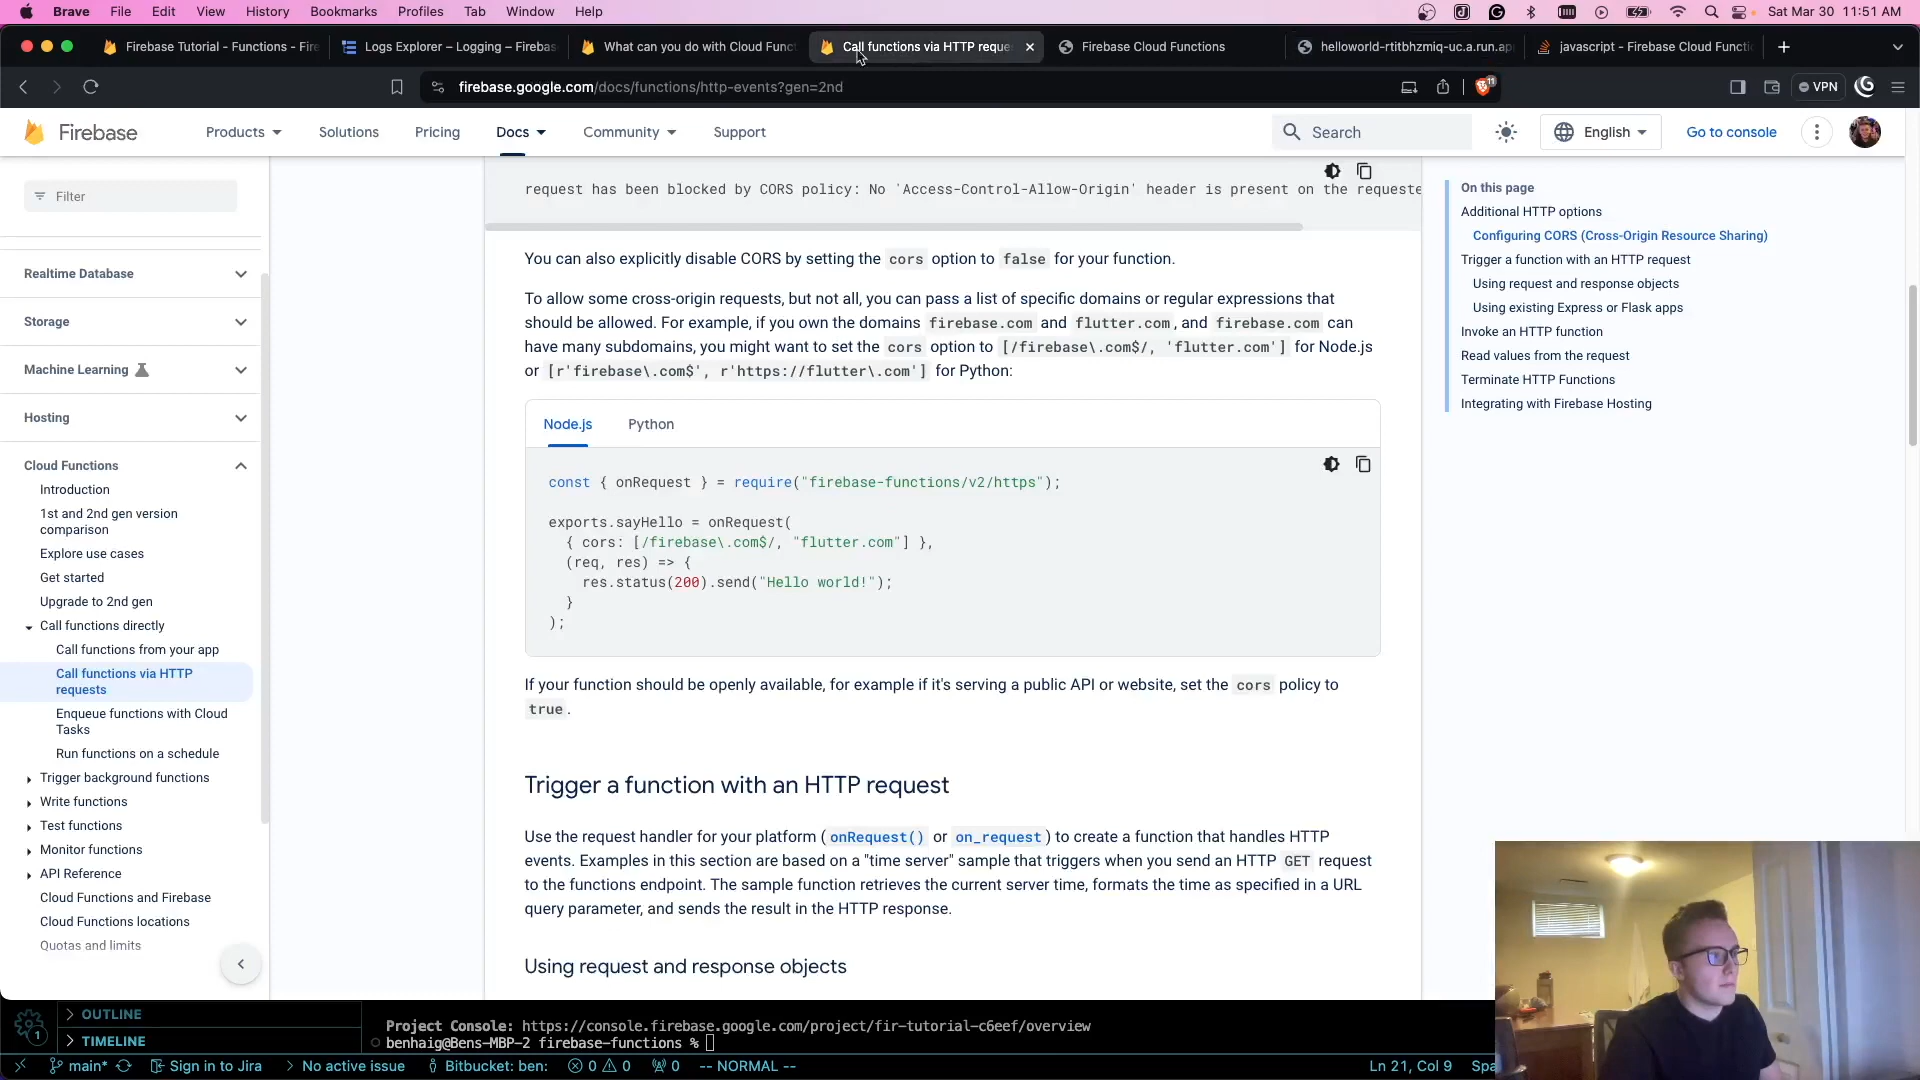 Brave File Edit View History Bookmarks Profiles Tab Window Help
Sat Mar 30 11:51 AM
Firebase Tutorial - Functions - Fire
Logs Explorer – Logging – Firebas
What can you do with Cloud Funct
Call functions via HTTP reque
Firebase Cloud Functions
helloworld-rtitbhzmiq-uc.a.run.ap
javascript - Firebase Cloud Functi
firebase.google.com/docs/functions/http-events?gen=2nd
11
VPN
Firebase
Products
Solutions
Pricing
Docs
Community
Support
Search
English
Go to console
Filter
Realtime Database
Storage
Machine Learning
Hosting
Cloud Functions
Introduction
1st and 2nd gen version
comparison
Explore use cases
Get started
Upgrade to 2nd gen
Call functions directly
Call functions from your app
Call functions via HTTP
requests
Enqueue functions with Cloud
Tasks
Run functions on a schedule
Trigger background functions
Write functions
Test functions
Monitor functions
API Reference
Cloud Functions and Firebase
Cloud Functions locations
Quotas and limits
request has been blocked by CORS policy: No 'Access-Control-Allow-Origin' header is present on the requeste
You can also explicitly disable CORS by setting the cors option to false for your function.
To allow some cross-origin requests, but not all, you can pass a list of specific domains or regular expressions that
should be allowed. For example, if you own the domains firebase.com and flutter.com, and firebase.com can
have many subdomains, you might want to set the cors option to [/firebase\.com$/, 'flutter.com'] for Node.js
or [r'firebase\.com$', r'https://flutter\.com'] for Python:
Node.js
Python
const { onRequest } = require("firebase-functions/v2/https");
exports.sayHello = onRequest(
{ cors: [/firebase\.com$/, "flutter.com"] },
(req, res) => {
res.status(200).send("Hello world!");
}
);
If your function should be openly available, for example if it's serving a public API or website, set the cors policy to
true.
Trigger a function with an HTTP request
Use the request handler for your platform (onRequest() or on_request) to create a function that handles HTTP
events. Examples in this section are based on a "time server" sample that triggers when you send an HTTP GET request
to the functions endpoint. The sample function retrieves the current server time, formats the time as specified in a URL
query parameter, and sends the result in the HTTP response.
Using request and response objects
On this page
Additional HTTP options
Configuring CORS (Cross-Origin Resource Sharing)
Trigger a function with an HTTP request
Using request and response objects
Using existing Express or Flask apps
Invoke an HTTP function
Read values from the request
Terminate HTTP Functions
Integrating with Firebase Hosting
1
OUTLINE
TIMELINE
Project Console: https://console.firebase.google.com/project/fir-tutorial-c6eef/overview
benhaig@Bens-MBP-2 firebase-functions %
main* Sign in to Jira No active issue Bitbucket: ben: 0 0 0 -- NORMAL -- Ln 21, Col 9 Spa